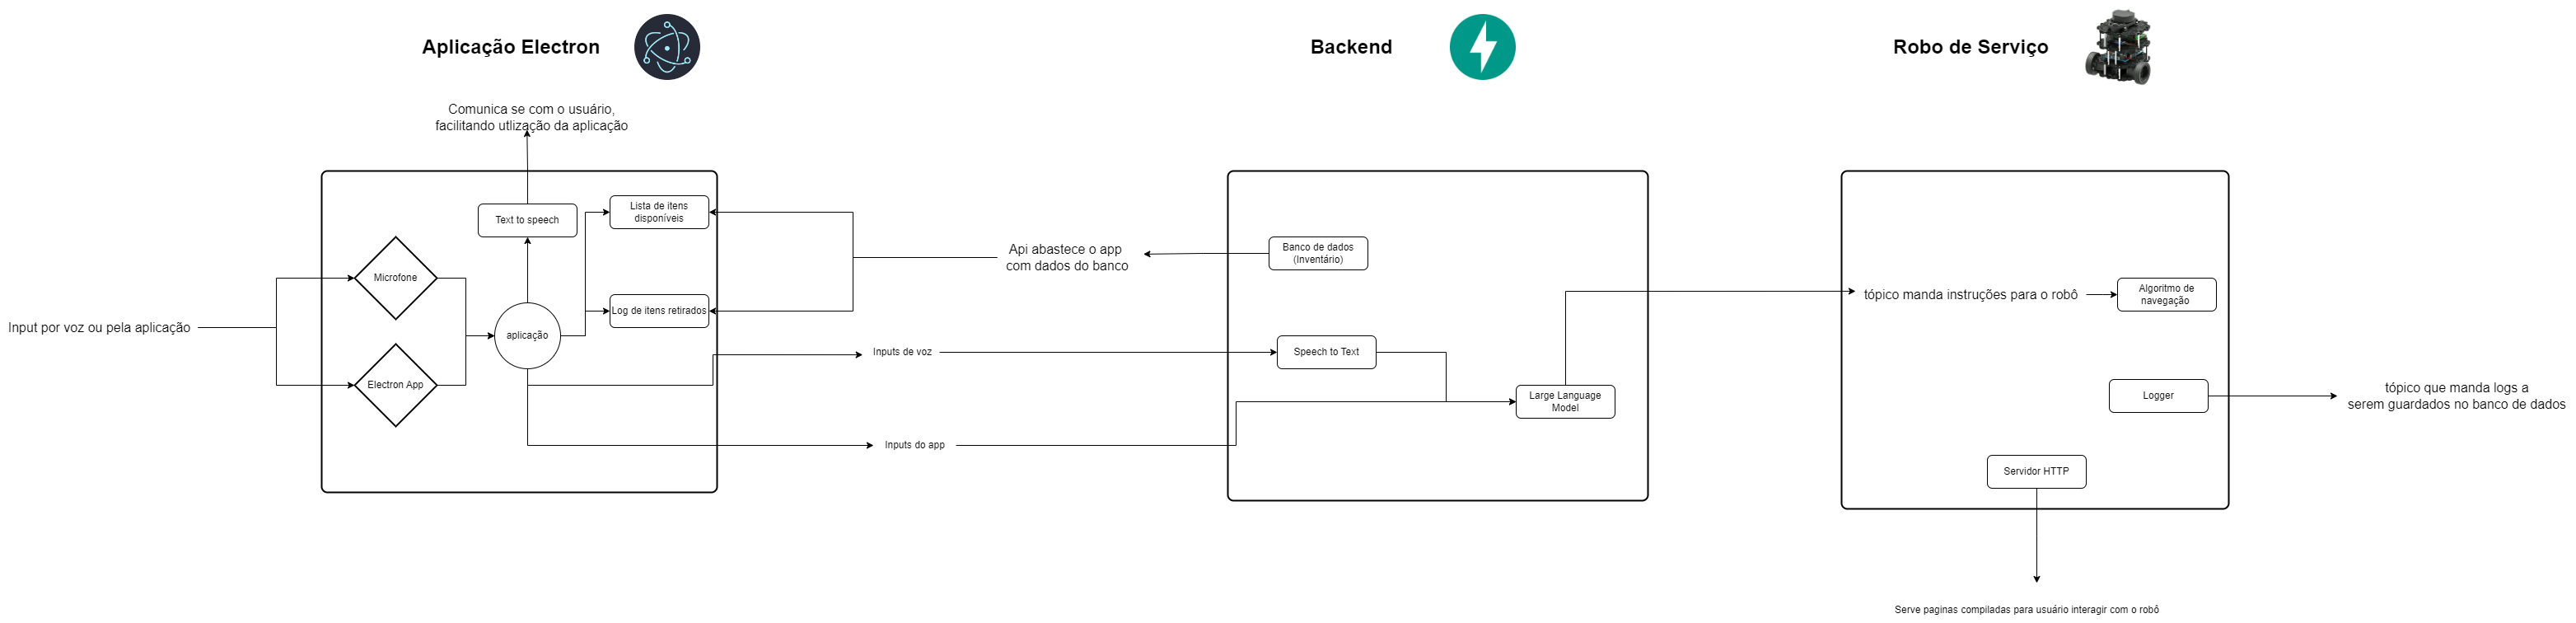 Aplicação Electron
Backend
Robo de Serviço
Comunica se com o usuário,
facilitando utlização da aplicação
Input por voz ou pela aplicação
Microfone
Electron App
Text to speech
aplicação
Lista de itens
disponíveis
Log de itens retirados
Api abastece o app
com dados do banco
Inputs de voz
Inputs do app
Banco de dados
(Inventário)
Speech to Text
Large Language
Model
tópico manda instruções para o robô
Algoritmo de
navegação
Logger
tópico que manda logs a
serem guardados no banco de dados
Servidor HTTP
Serve paginas compiladas para usuário interagir com o robô